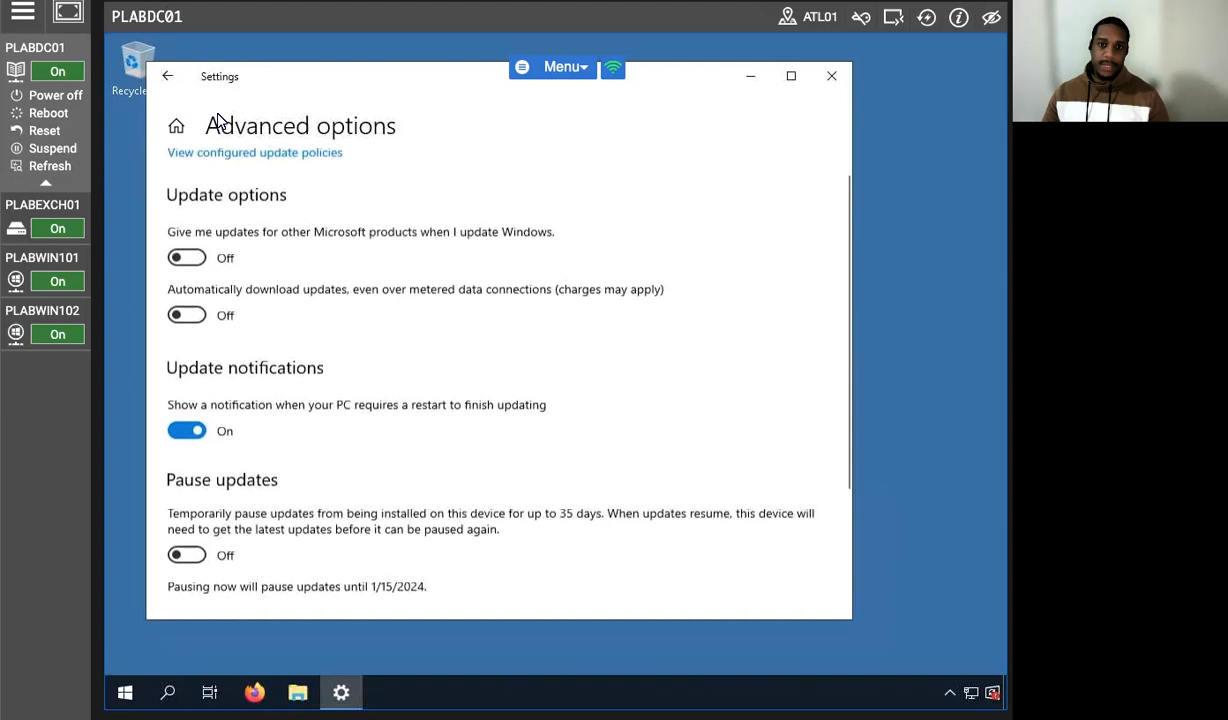 PLABDC01
ATL01
PLABDC01
On
Power off
Reboot
Reset
Suspend
Refresh
PLABEXCH01
On
PLABWIN101
On
PLABWIN102
On
Recycle
Settings
Menu
Advanced options
View configured update policies
Update options
Give me updates for other Microsoft products when I update Windows.
Off
Automatically download updates, even over metered data connections (charges may apply)
Off
Update notifications
Show a notification when your PC requires a restart to finish updating
On
Pause updates
Temporarily pause updates from being installed on this device for up to 35 days. When updates resume, this device will
need to get the latest updates before it can be paused again.
Off
Pausing now will pause updates until 1/15/2024.